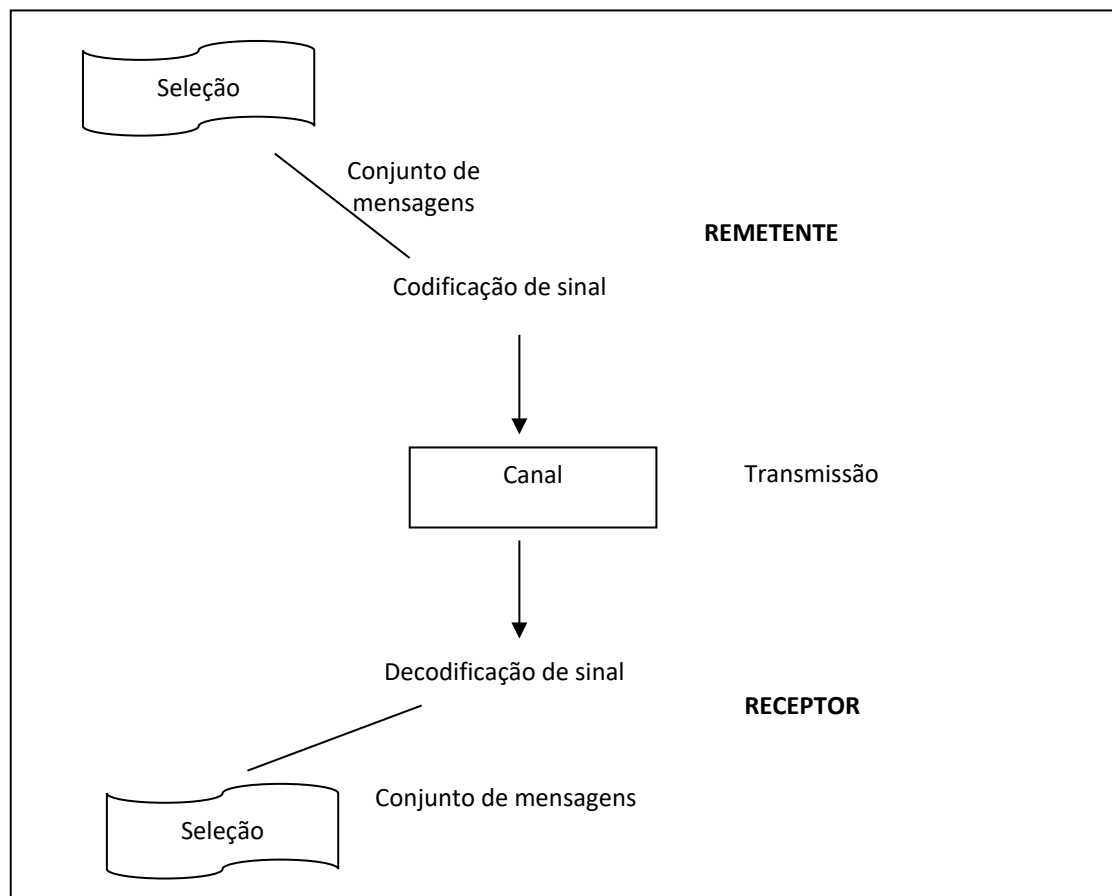 Seleção
Conjunto de
mensagens
REMETENTE
Codificação de sinal
Canal
Transmissão
Decodificação de sinal
RECEPTOR
Conjunto de mensagens
Seleção